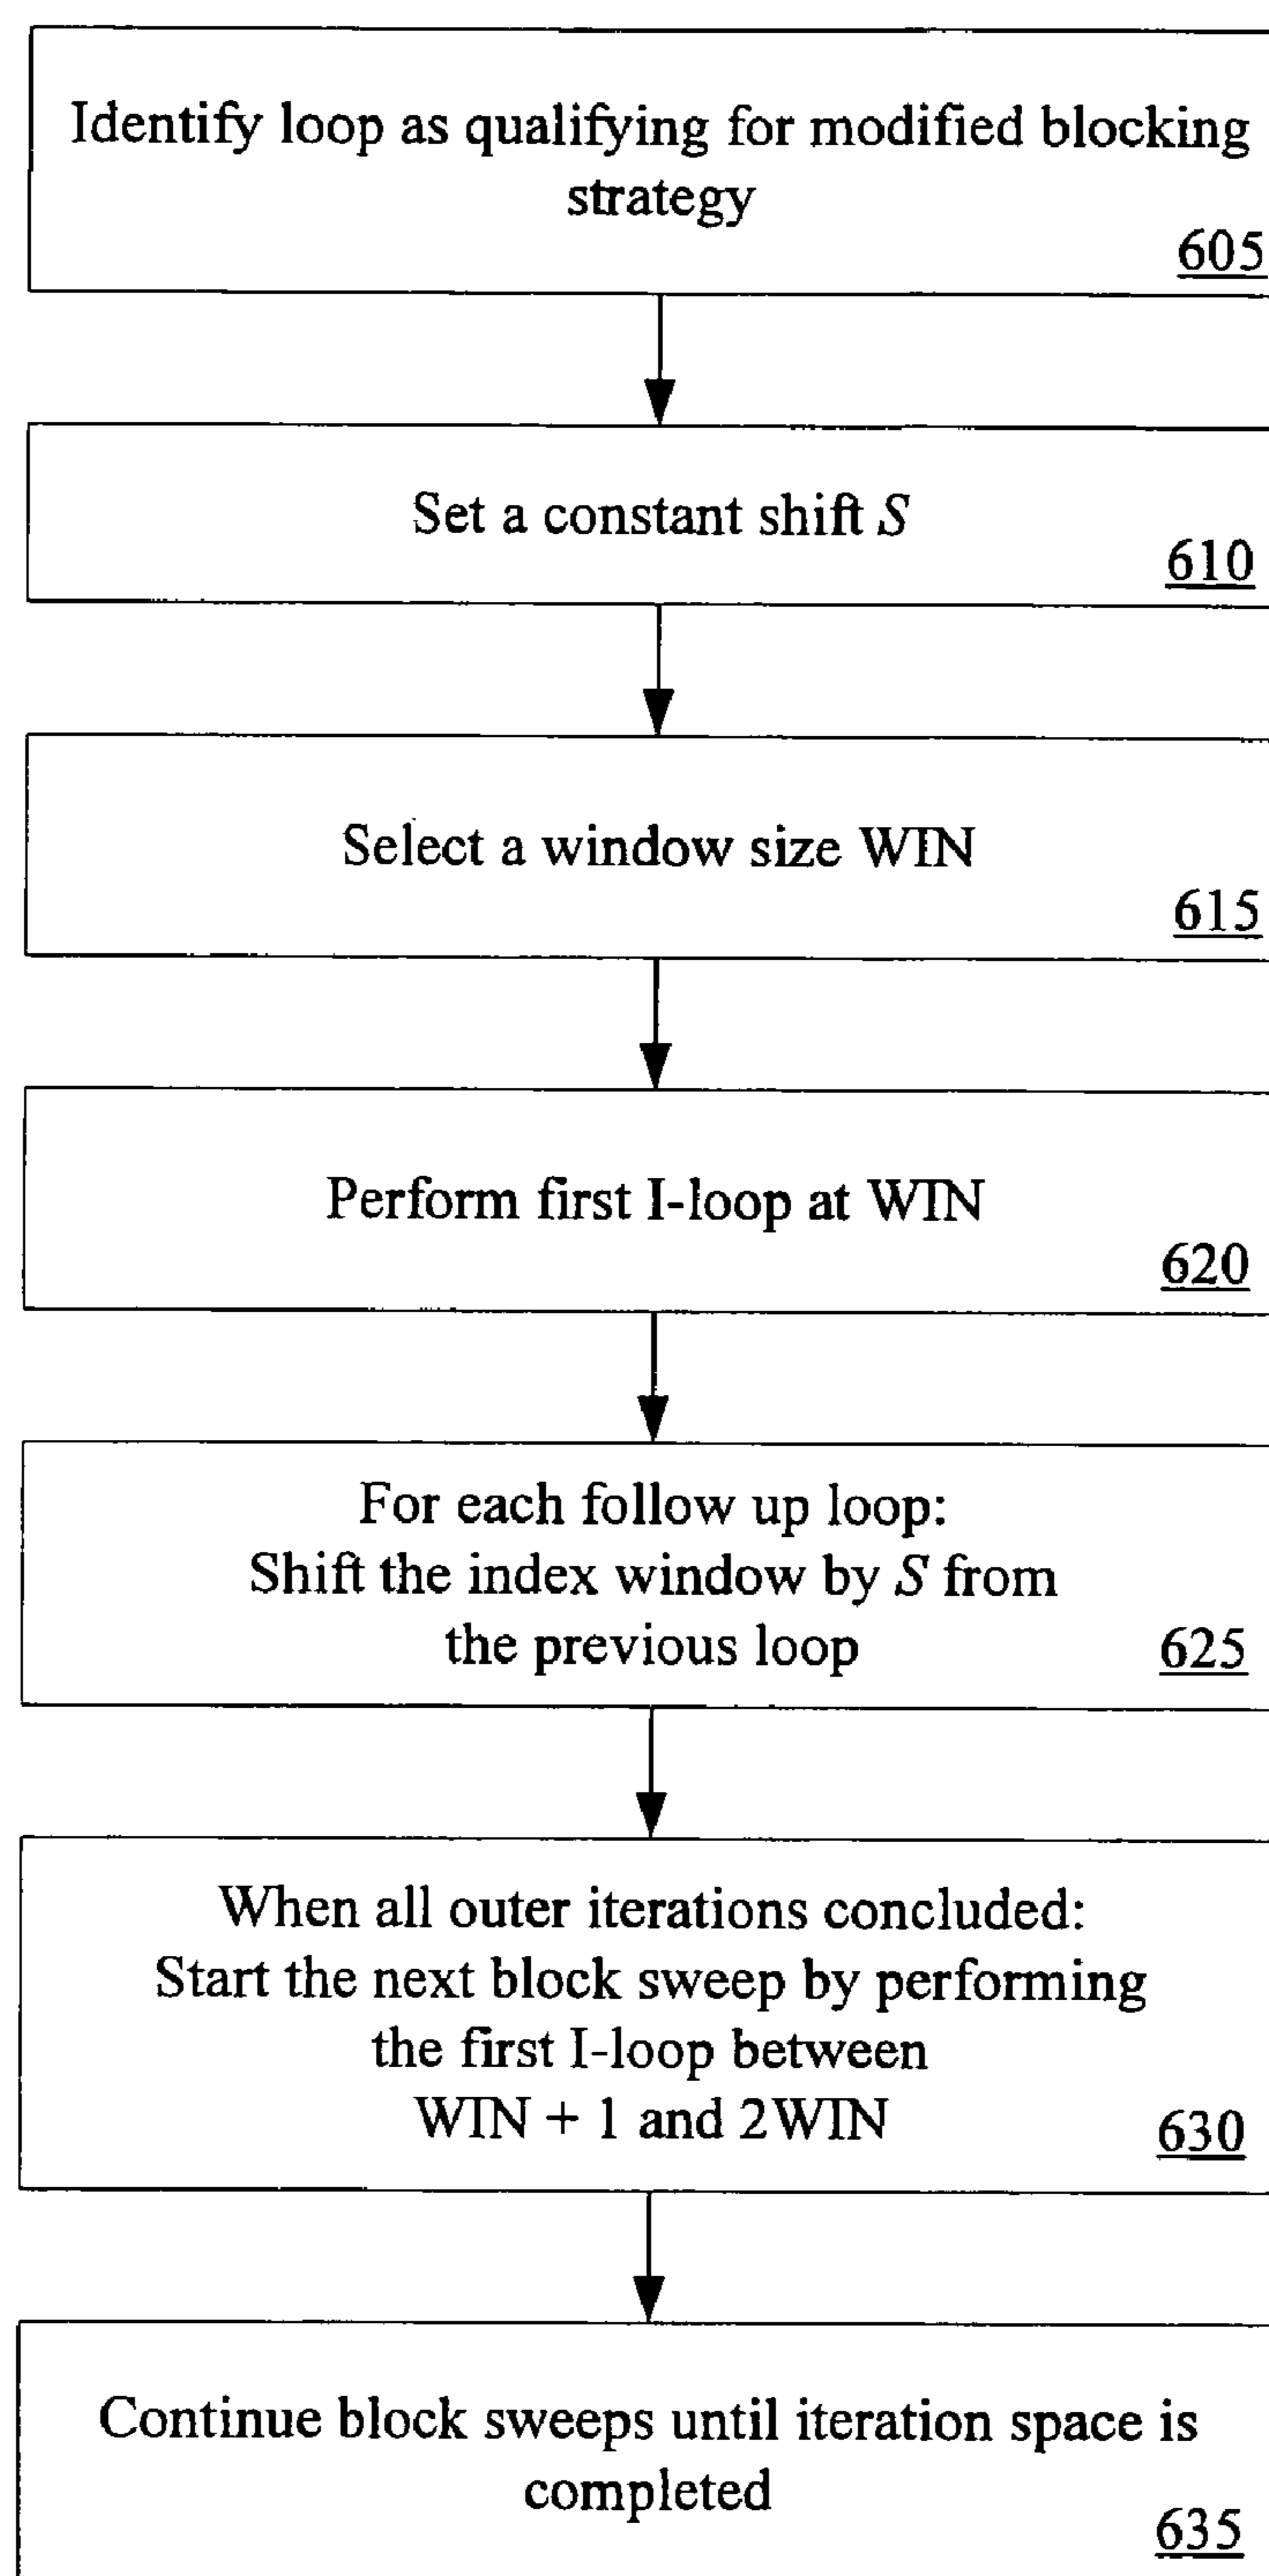 Identify loop as qualifying for modified blocking
strategy
605
Set a constant shift S
610
Select a window size WIN
615
Perform first I-loop at WIN
620
For each follow up loop:
Shift the index window by S from
the previous loop
625
When all outer iterations concluded:
Start the next block sweep by performing
the first I-loop between
WIN + 1 and 2WIN
630
Continue block sweeps until iteration space is
completed
635